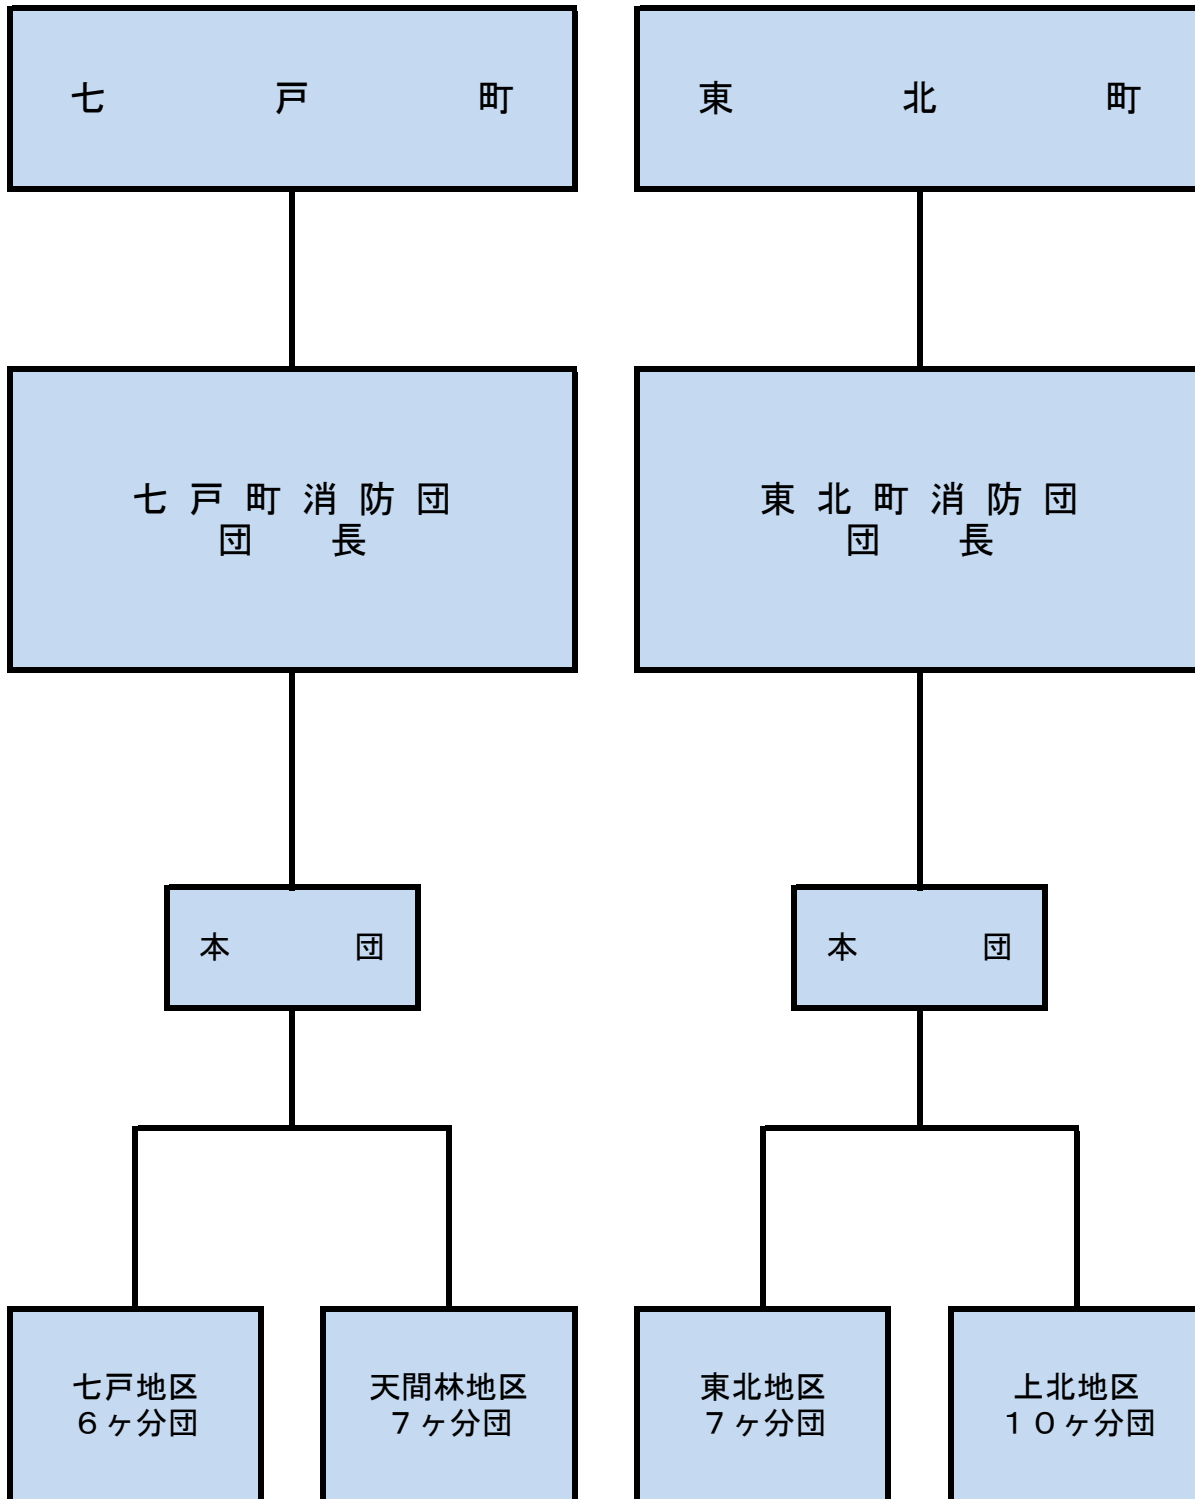 七戸町
東北町
七戸町消防団
団長
東北町消防団
団長
本団
本団
七戸地区
6ヶ分団
天間林地区
7ヶ分団
東北地区
7ヶ分団
上北地区
10ヶ分団